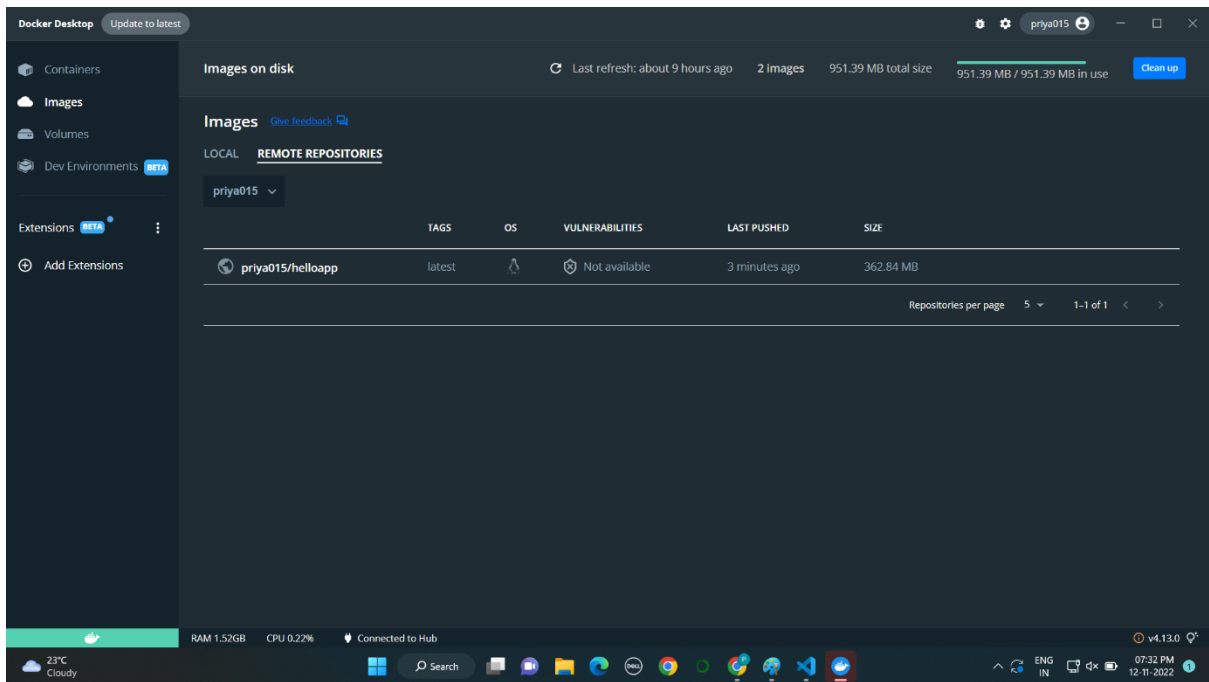 Docker Desktop Update to latest priya015
Containers
Images
Volumes
Dev Environments BETA
Extensions BETA
Add Extensions
Images on disk Last refresh: about 9 hours ago 2 images 951.39 MB total size 951.39 MB / 951.39 MB in use Clean up
Images Give feedback
LOCAL REMOTE REPOSITORIES
priya015
TAGS OS VULNERABILITIES LAST PUSHED SIZE
priya015/helloapp latest Not available 3 minutes ago 362.84 MB
Repositories per page 5 1–1 of 1
RAM 1.52GB CPU 0.22% Connected to Hub v4.13.0
23°C
Cloudy
Search
DELL
ENG
IN
07:32 PM
12-11-2022
1